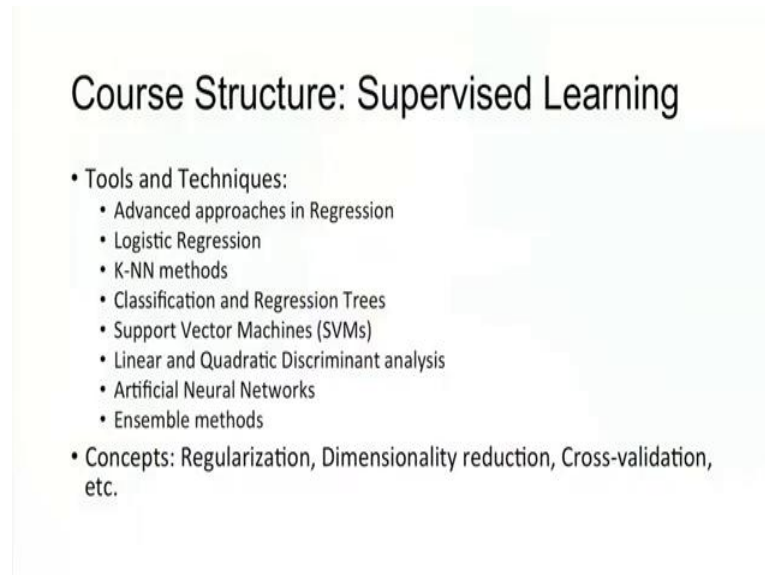 Course Structure: Supervised Learning
• Tools and Techniques:
• Advanced approaches in Regression
• Logistic Regression
• K-NN methods
• Classification and Regression Trees
• Support Vector Machines (SVMs)
• Linear and Quadratic Discriminant analysis
• Artificial Neural Networks
• Ensemble methods
• Concepts: Regularization, Dimensionality reduction, Cross-validation,
etc.